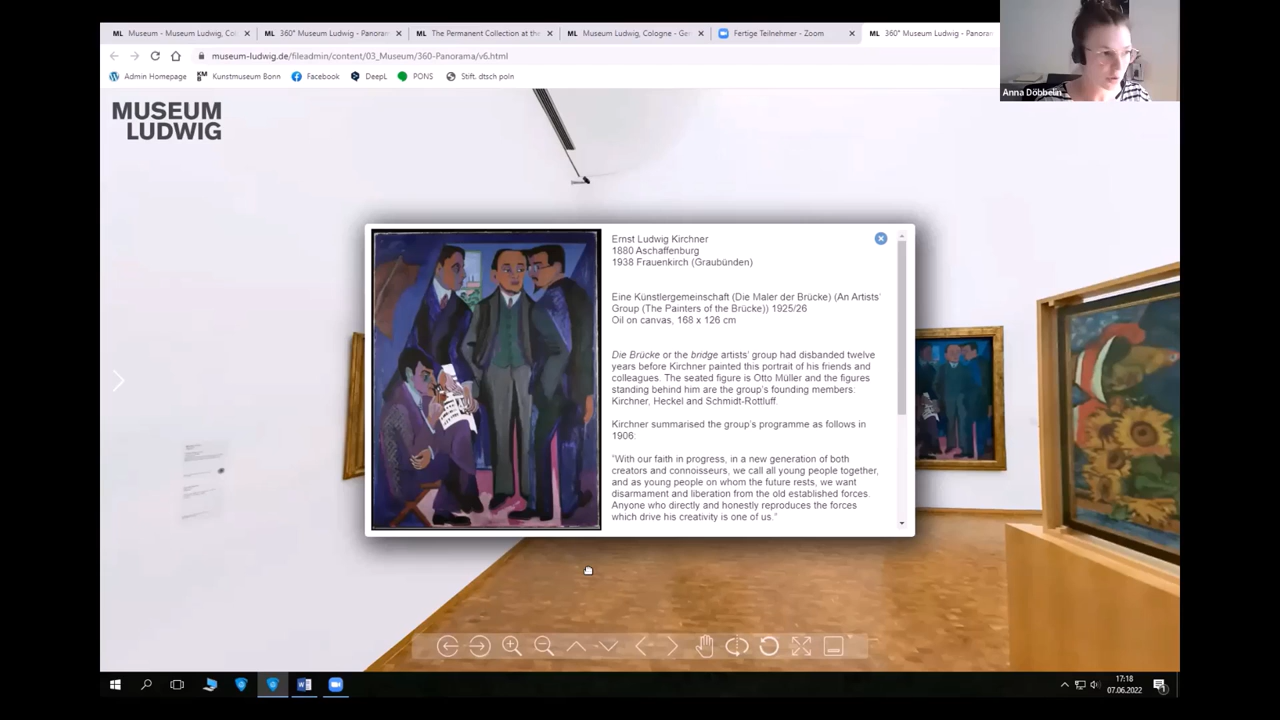 ML Museum - Museum Ludwig, Co
ML 360° Museum Ludwig - Panoram
ML The Permanent Collection at the
ML Museum Ludwig, Cologne - Ge
Fertige Teilnehmer - Zoom
ML 360° Museum Ludwig - Panoram
museum-ludwig.de/fileadmin/content/03_Museum/360-Panorama/v6.html
Admin Homepage
Kunstmuseum Bonn
Facebook
DeepL
PONS
Stift. dtsch poln
Anna Döbbelin
MUSEUM
LUDWIG
Ernst Ludwig Kirchner
1880 Aschaffenburg
1938 Frauenkirch (Graubünden)
Eine Künstlergemeinschaft (Die Maler der Brücke) (An Artists'
Group (The Painters of the Brücke)) 1925/26
Oil on canvas, 168 x 126 cm
Die Brücke or the bridge artists' group had disbanded twelve
years before Kirchner painted this portrait of his friends and
colleagues. The seated figure is Otto Müller and the figures
standing behind him are the group's founding members:
Kirchner, Heckel and Schmidt-Rottluff.
Kirchner summarised the group's programme as follows in
1906:
"With our faith in progress, in a new generation of both
creators and connoisseurs, we call all young people together,
and as young people on whom the future rests, we want
disarmament and liberation from the old established forces.
Anyone who directly and honestly reproduces the forces
which drive his creativity is one of us."
17:18
07.06.2022